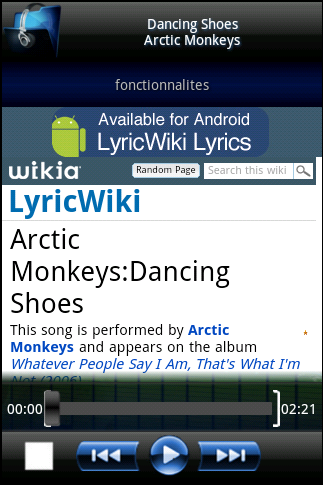 Dancing Shoes
Arctic Monkeys
fonctionnalites
Available for Android
LyricWiki Lyrics
wikia Random Page Search this wiki
LyricWiki
Arctic
Monkeys:Dancing
Shoes
This song is performed by Arctic
Monkeys and appears on the album
Whatever People Say I Am, That's What I'm
Not (2006)
00:00 02:21